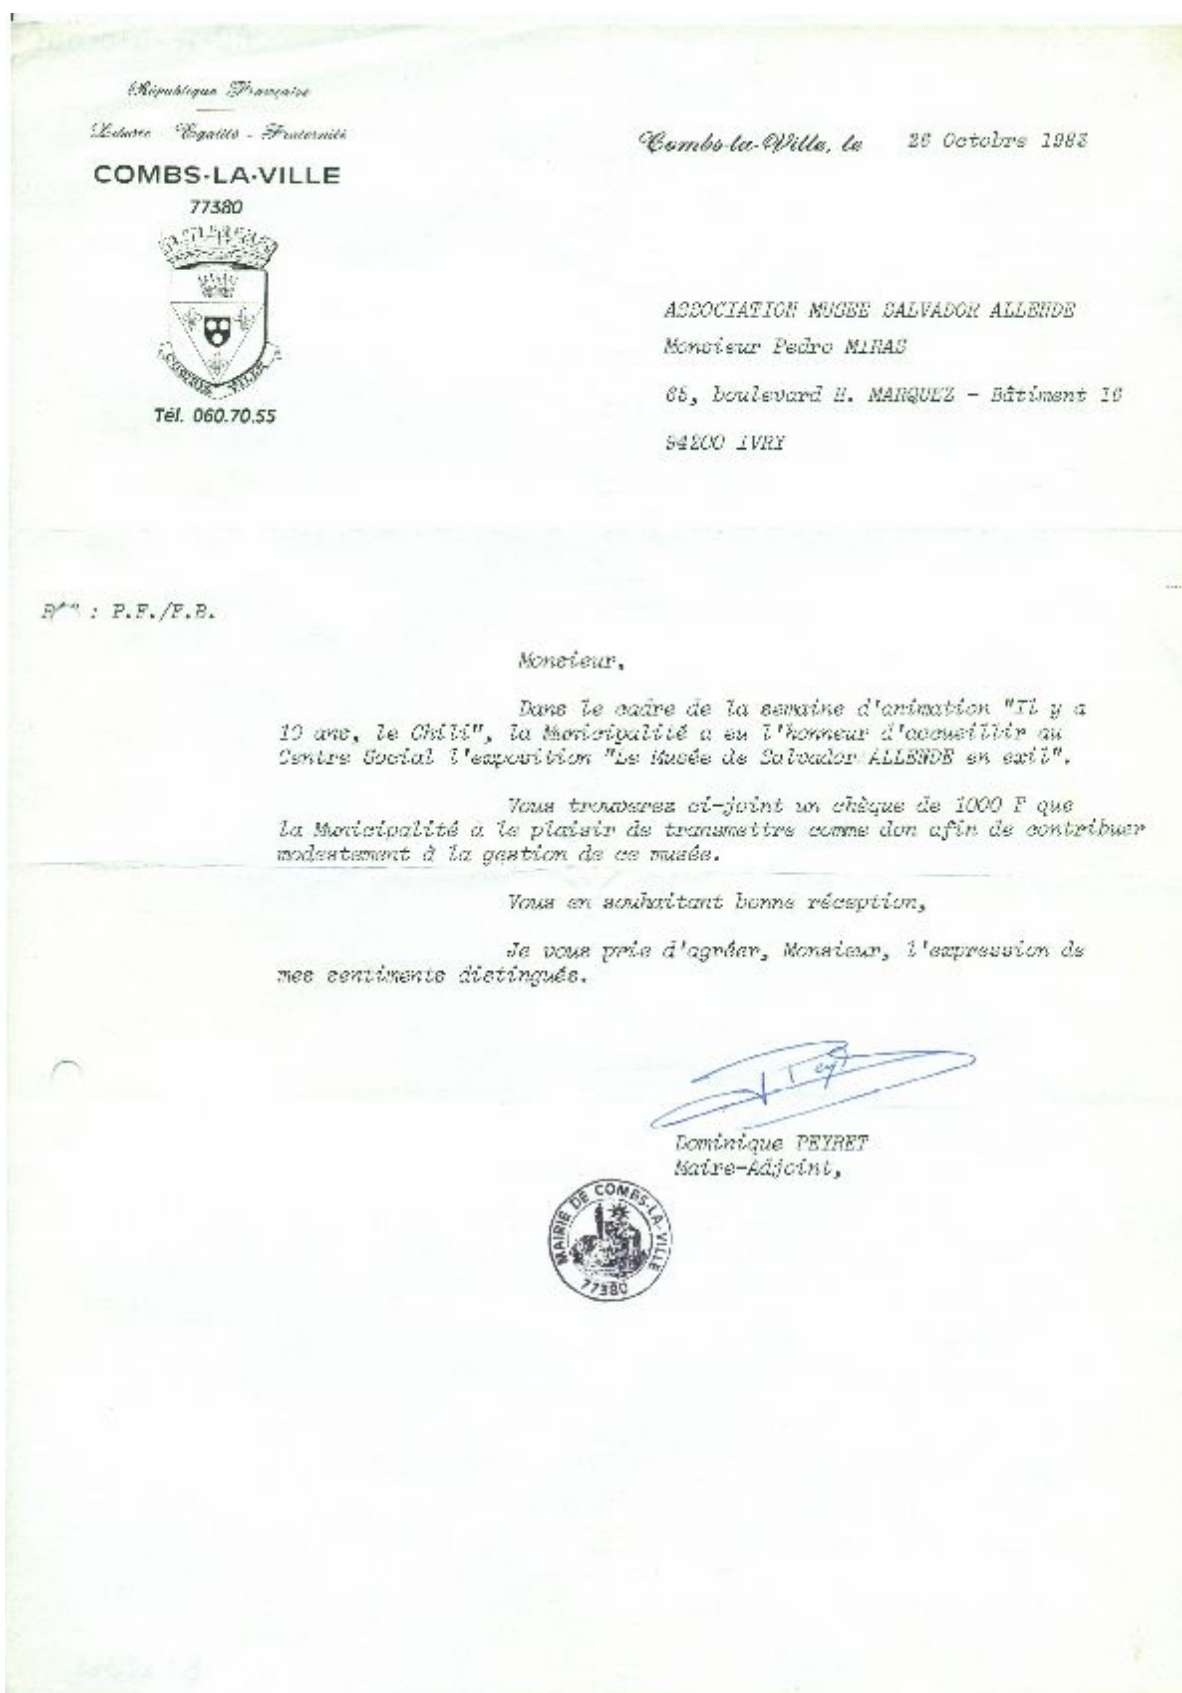 République Française
Liberté - Egalité - Fraternité
COMBS-LA-VILLE
77380
Tél. 060.70.55
Combs-la-Ville, le 26 Octobre 1983
ASSOCIATION MUSEE SALVADOR ALLENDE
Monsieur Pedro MIRAS
65, boulevard H. MARQUEZ - Bâtiment I6
94200 IVRY
: P.F./F.B.
Monsieur,
Dans le cadre de la semaine d'animation "Il y a
10 ans, le Chili", la Municipalité a eu l'honneur d'accueillir au
Centre Social l'exposition "Le Musée de Salvador ALLENDE en exil".
Vous trouverez ci-joint un chèque de 1000 F que
la Municipalité à le plaisir de transmettre comme don afin de contribuer
modestement à la gestion de ce musée.
Vous en souhaitant bonne réception,
Je vous prie d'agréer, Monsieur, l'expression de
mes sentiments distingués.
Dominique PEYRET
Maire-Adjoint,
MAIRIE DE COMBS-LA-VILLE
77380